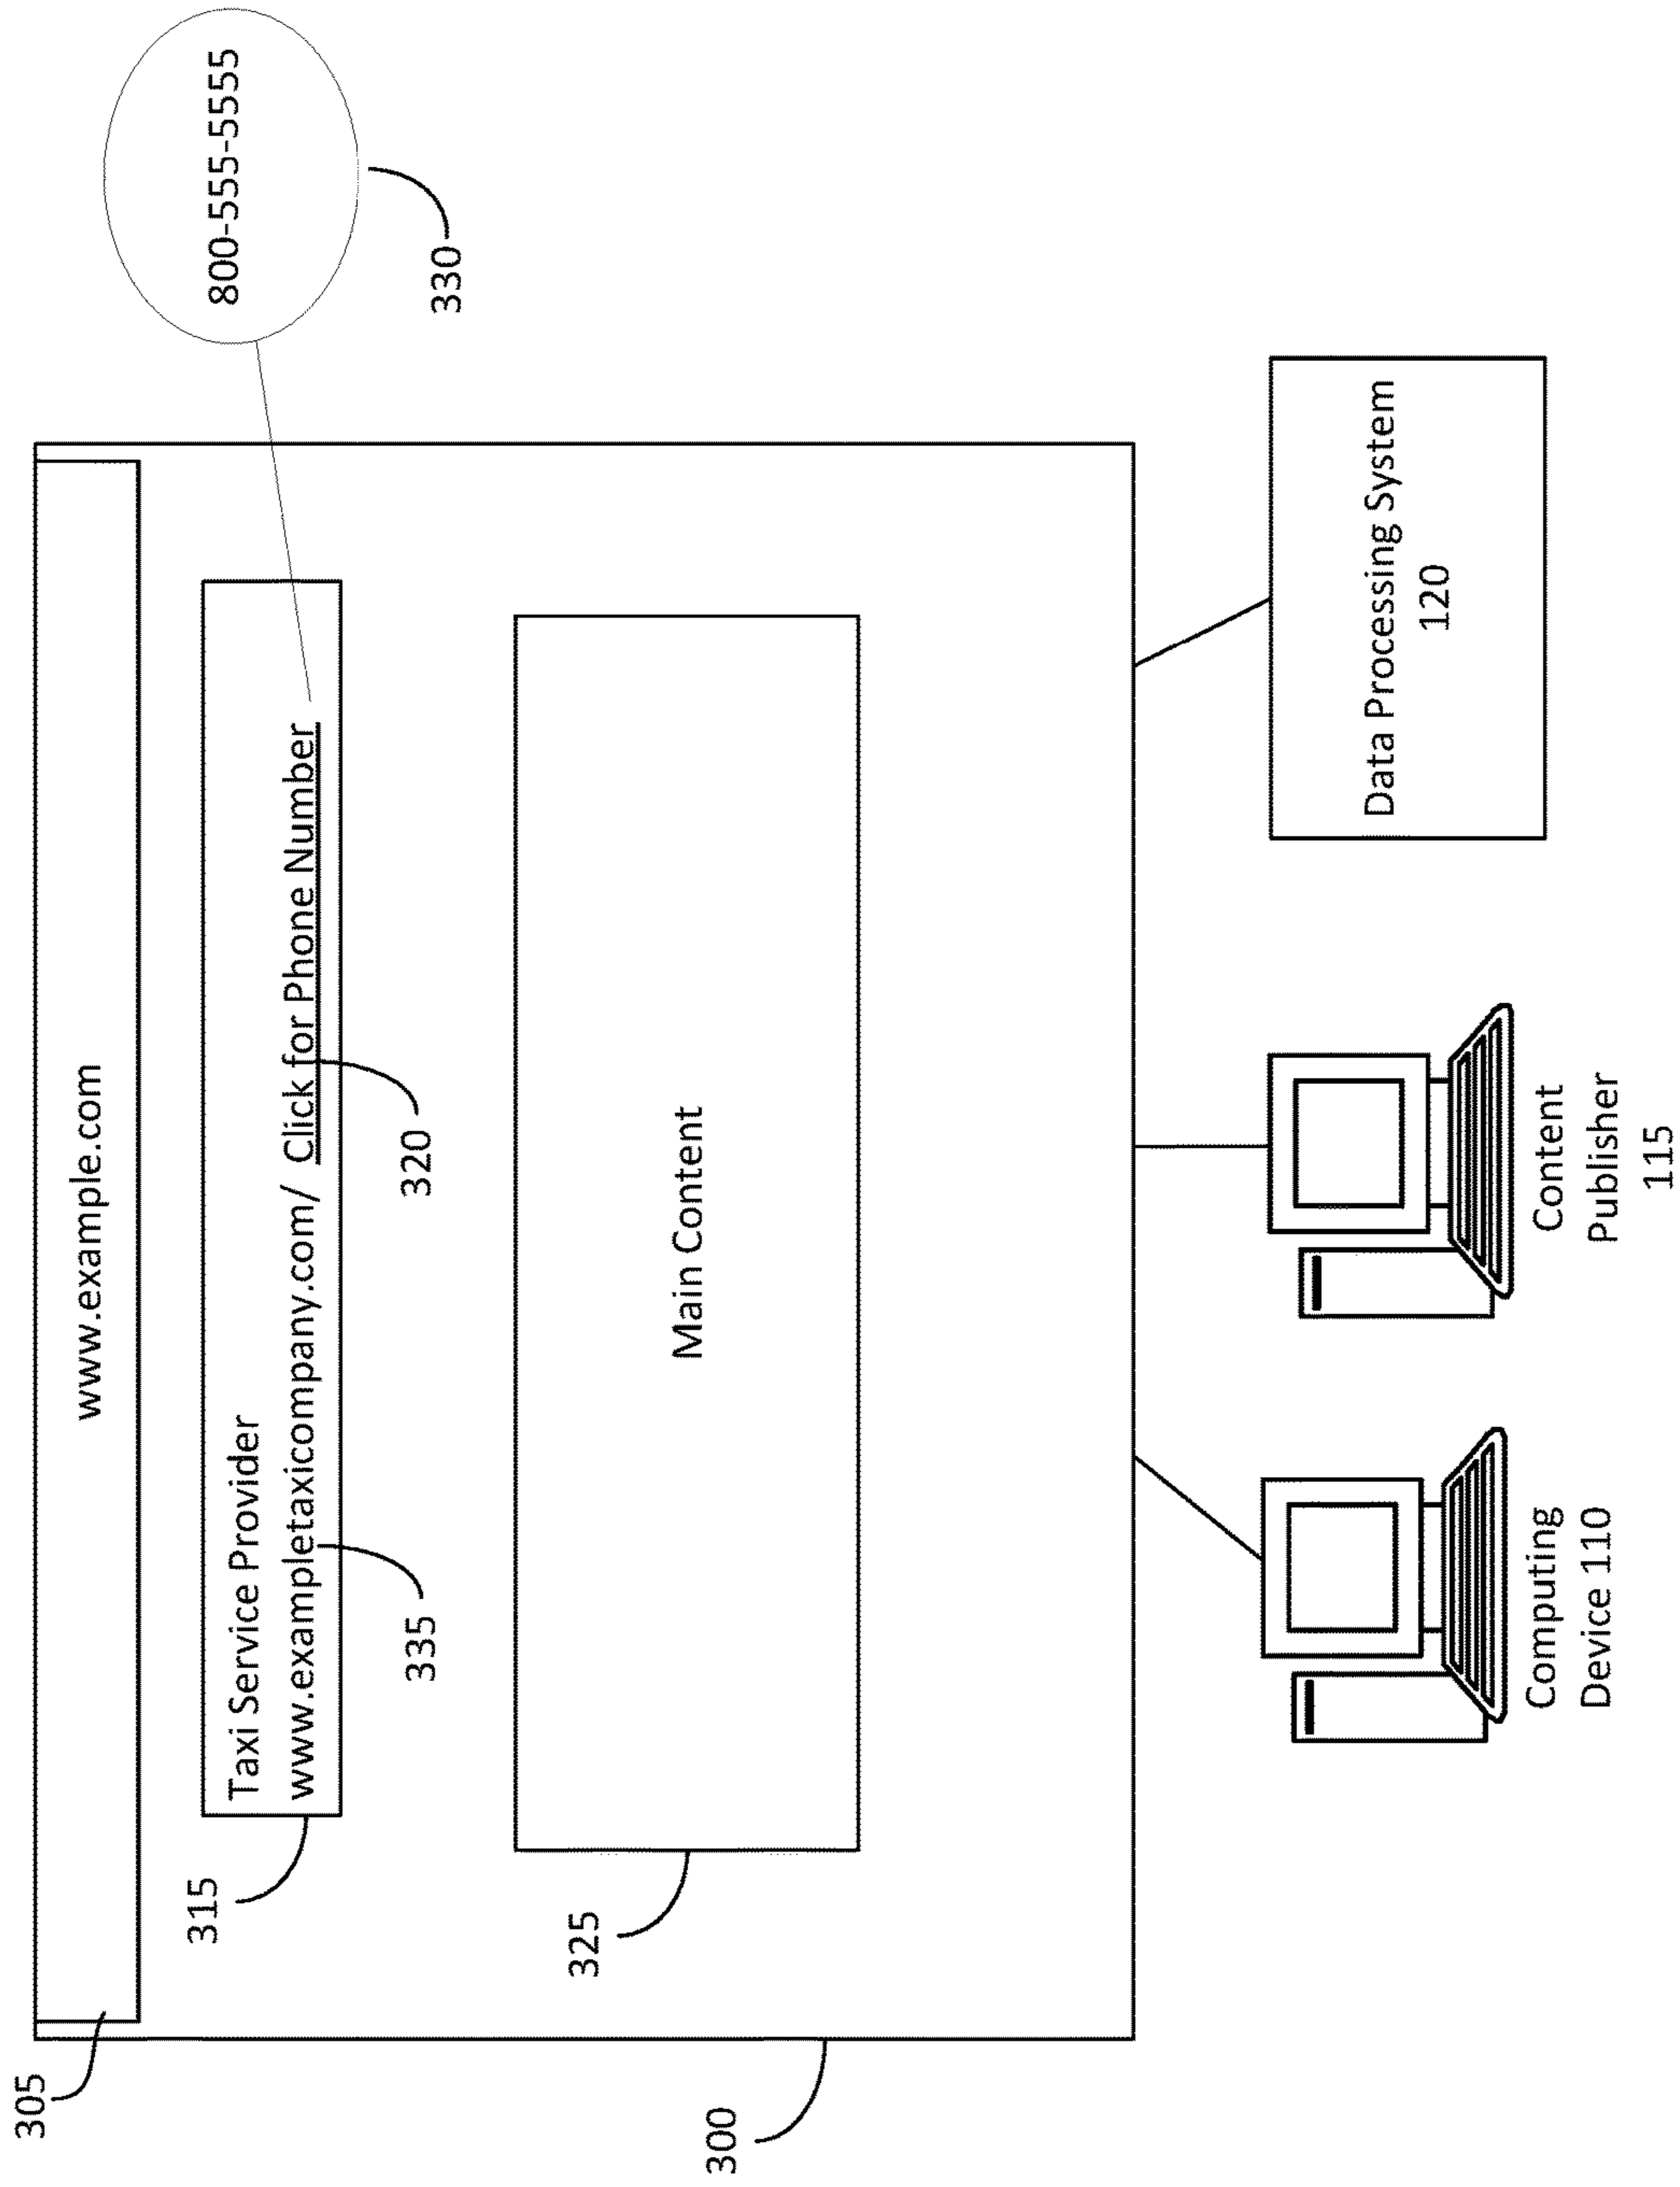 305
www.example.com
800-555-5555
330
315
Taxi Service Provider
www.exampletaxicompany.com/ Click for Phone Number
335
320
325
Main Content
300
Computing
Device 110
Content
Publisher
115
Data Processing System
120